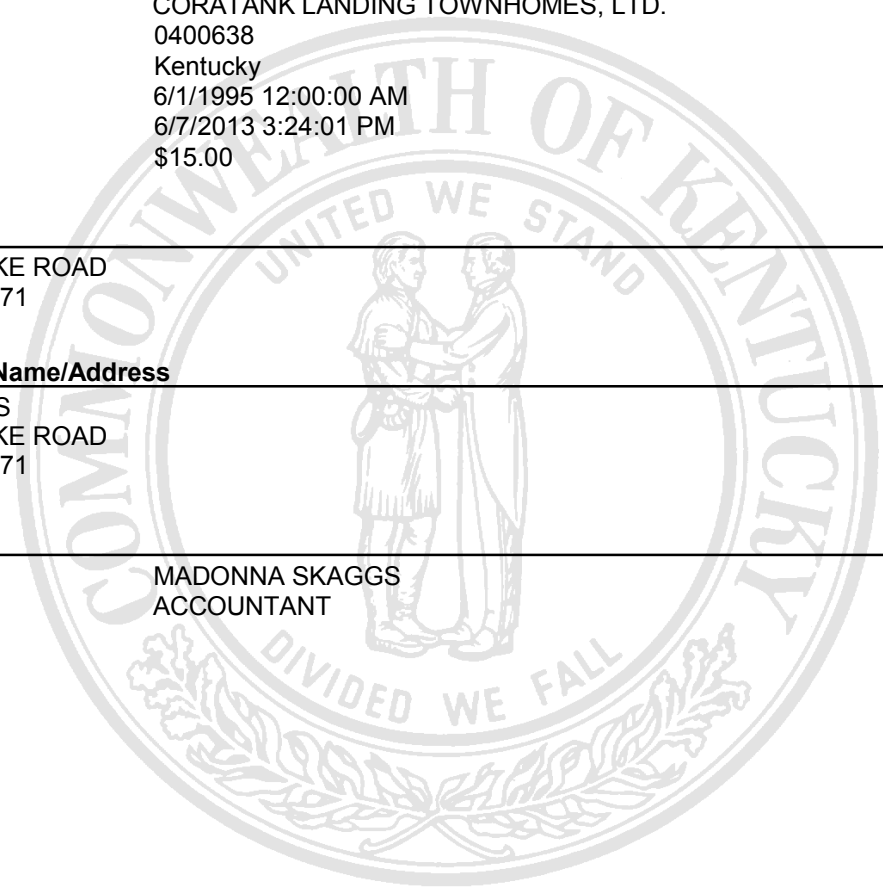 CORATANK LANDING TOWNHOMES, LTD.
0400638
Kentucky
6/1/1995 12:00:00 AM
6/7/2013 3:24:01 PM
$15.00
KE ROAD
71
Name/Address
S
KE ROAD
71
MADONNA SKAGGS
ACCOUNTANT
COMMONWEALTH OF KENTUCKY
UNITED WE STAND
DIVIDED WE FALL